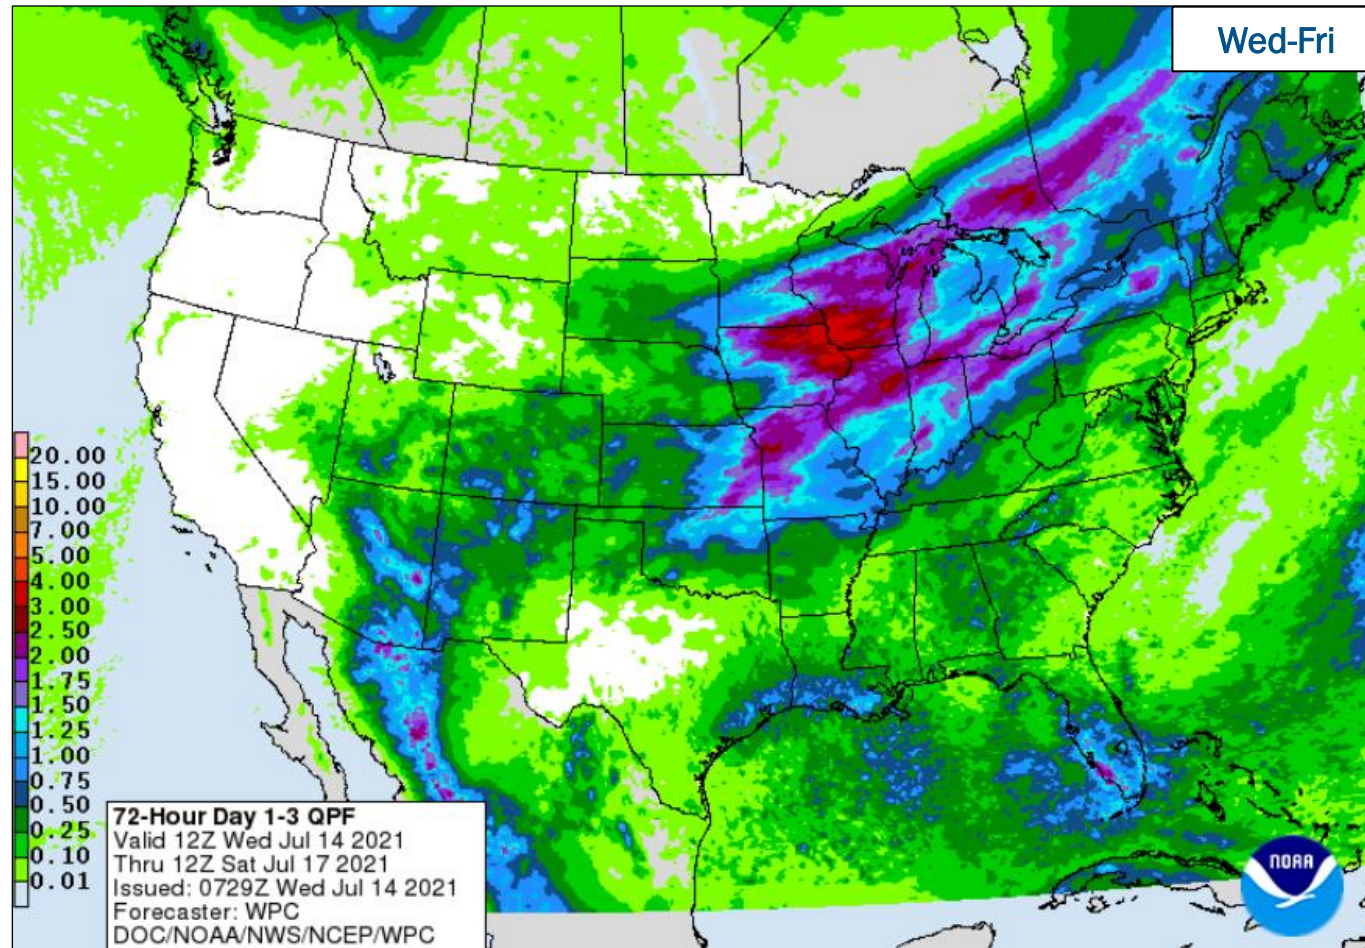 Wed-Fri
20.00
15.00
10.00
7.00
5.00
4.00
3.00
2.50
2.00
1.75
1.50
1.25
1.00
0.75
0.50
0.25
0.10
0.01
72-Hour Day 1-3 QPF
Valid 12Z Wed Jul 14 2021
Thru 12Z Sat Jul 17 2021
Issued: 0729Z Wed Jul 14 2021
Forecaster: WPC
DOC/NOAA/NWS/NCEP/WPC
NOAA